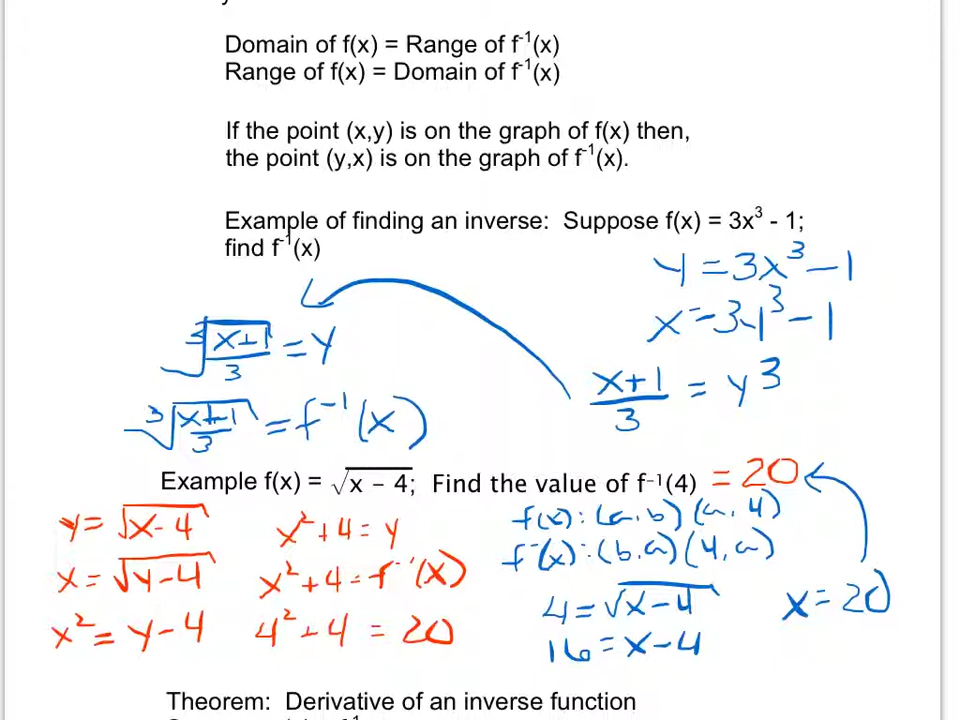 Domain of f(x) = Range of f⁻¹(x)
Range of f(x) = Domain of f⁻¹(x)
If the point (x,y) is on the graph of f(x) then,
the point (y,x) is on the graph of f⁻¹(x).
Example of finding an inverse: Suppose f(x) = 3x³ - 1;
find f⁻¹(x)
y = 3x³ - 1
x = 3y³ - 1
(x+1)/3 = y³
∛((x+1)/3) = y
∛((x+1)/3) = f⁻¹(x)
Example f(x) = √(x – 4); Find the value of f⁻¹(4) = 20
y = √(x-4)
x = √(y-4)
x² = y-4
x²+4 = y
x²+4 = f⁻¹(x)
4²+4 = 20
f(x): (a,b) (a,4)
f⁻¹(x): (b,a) (4,a)
4 = √(x-4)
16 = x-4
x = 20
Theorem: Derivative of an inverse function